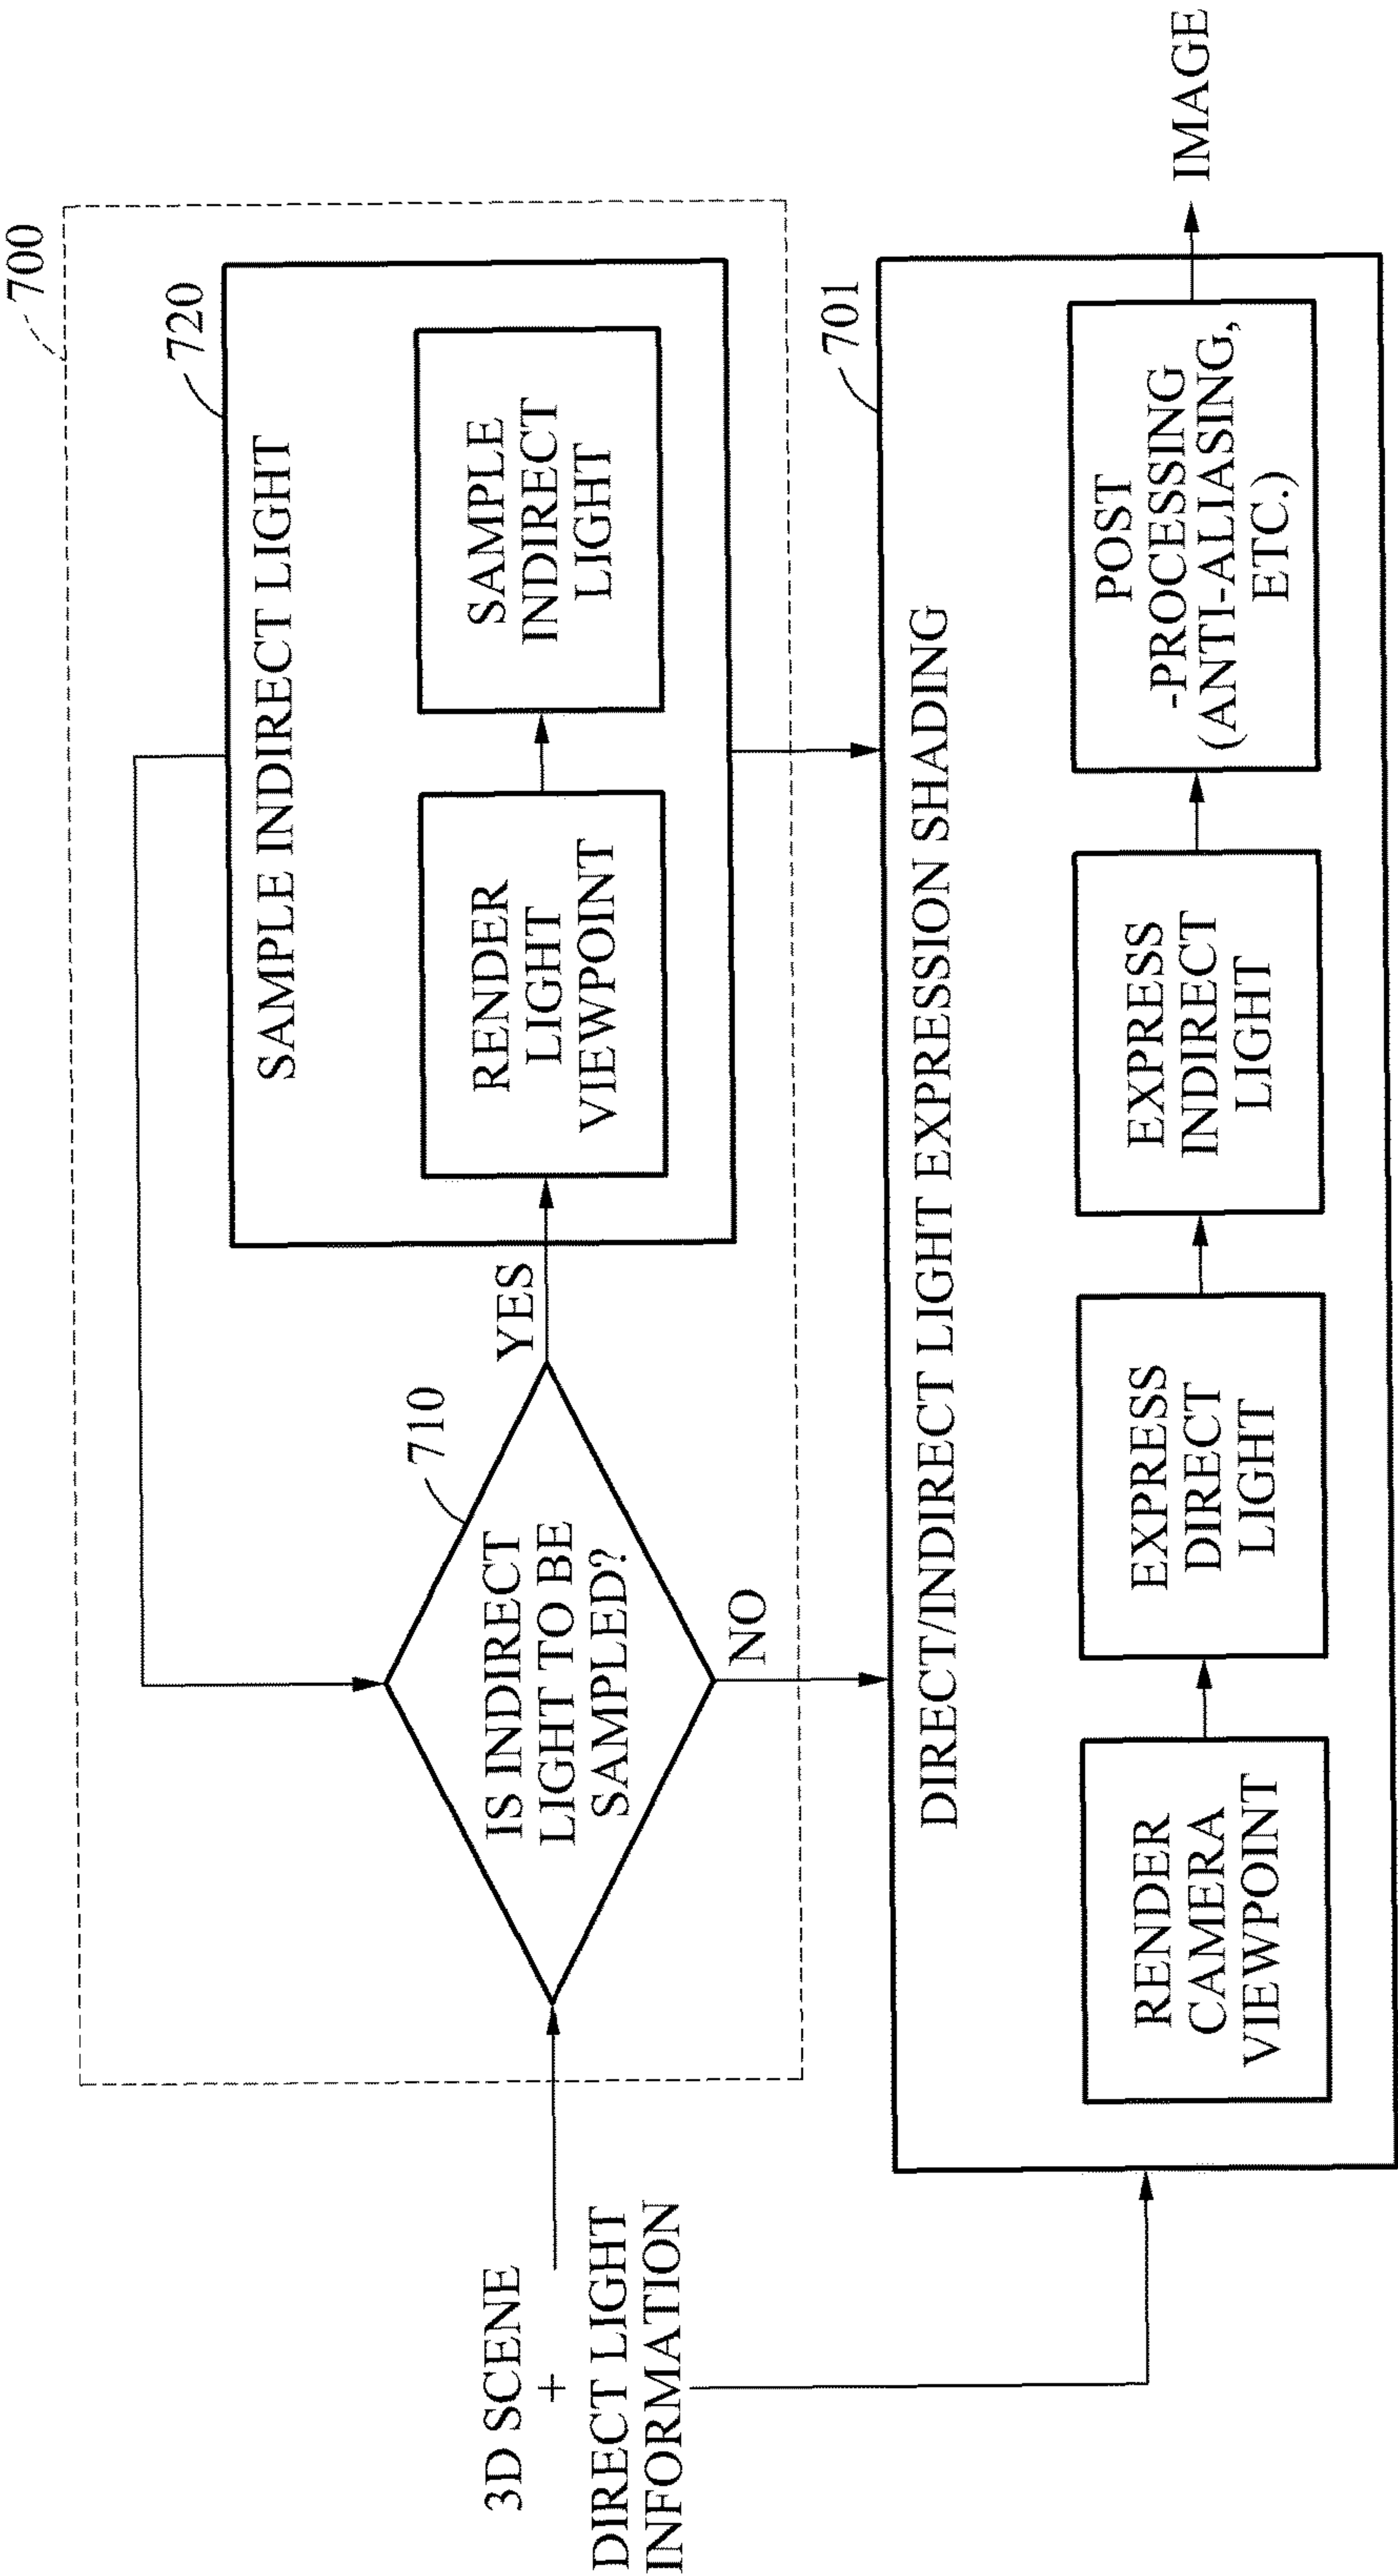 700
720
SAMPLE INDIRECT LIGHT
RENDER
LIGHT
VIEWPOINT
SAMPLE
INDIRECT
LIGHT
710
IS INDIRECT
LIGHT TO BE
SAMPLED?
YES
NO
3D SCENE
+
DIRECT LIGHT
INFORMATION
701
DIRECT/INDIRECT LIGHT EXPRESSION SHADING
RENDER
CAMERA
VIEWPOINT
EXPRESS
DIRECT
LIGHT
EXPRESS
INDIRECT
LIGHT
POST
-PROCESSING
(ANTI-ALIASING,
ETC.)
IMAGE